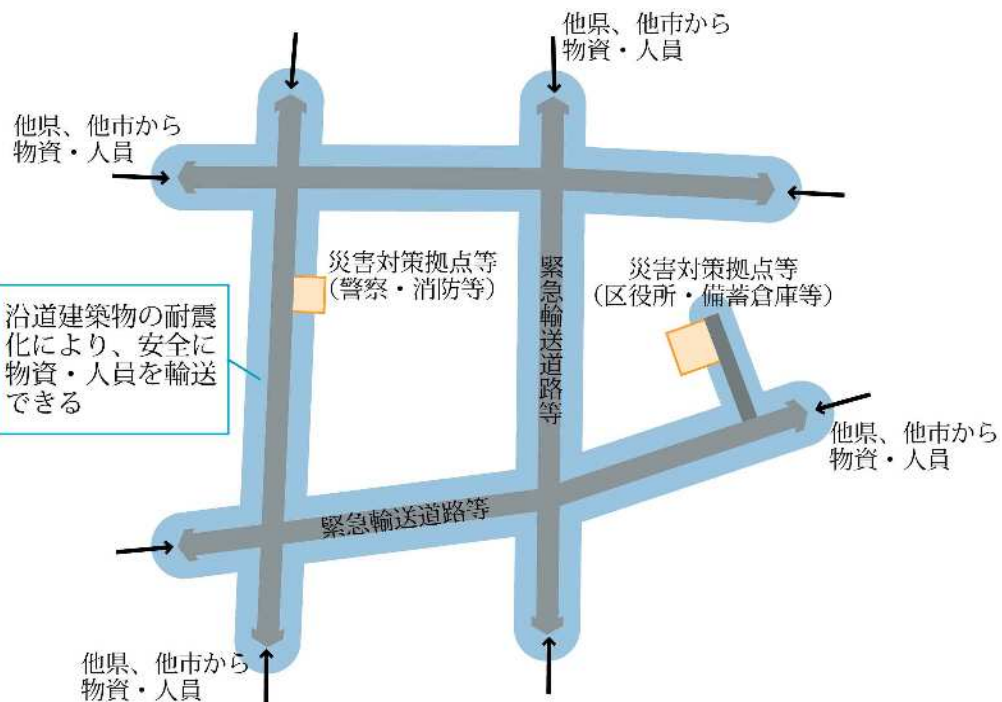 他県、他市から
物資・人員
他県、他市から
物資・人員
災害対策拠点等
（警察・消防等）
緊急輸送道路等
災害対策拠点等
（区役所・備蓄倉庫等）
沿道建築物の耐震
化により、安全に
物資・人員を輸送
できる
他県、他市から
物資・人員
緊急輸送道路等
他県、他市から
物資・人員